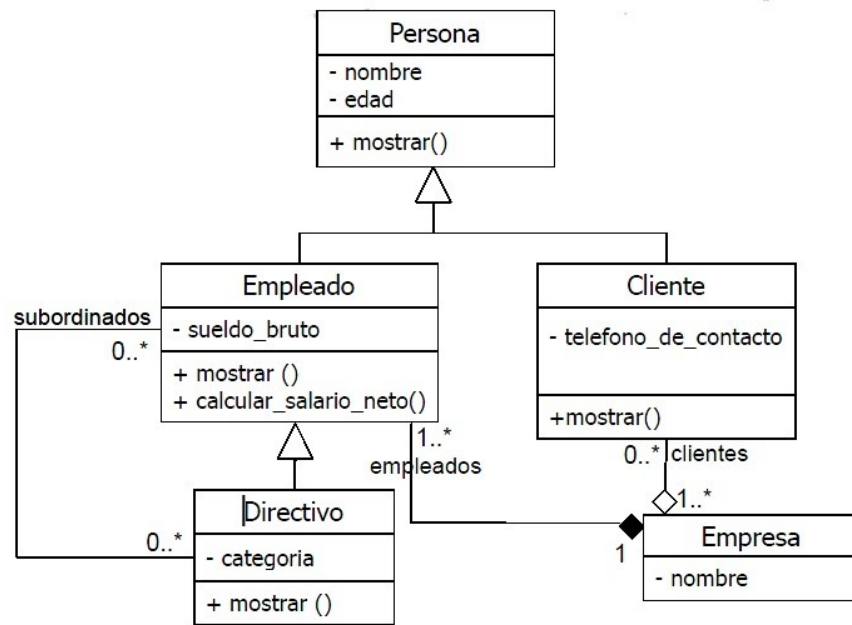 Persona
- nombre
- edad
+ mostrar()
Empleado
- sueldo_bruto
+ mostrar ()
+ calcular_salario_neto()
Cliente
- telefono_de_contacto
+mostrar()
subordinados
0..*
1..*
empleados
0..*
clientes
1..*
Directivo
- categoria
+ mostrar ()
0..*
1
Empresa
- nombre